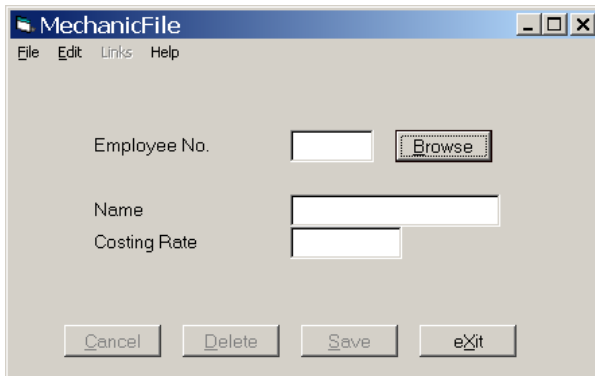 MechanicFile
File Edit Links Help
Employee No. Browse
Name
Costing Rate
Cancel Delete Save eXit